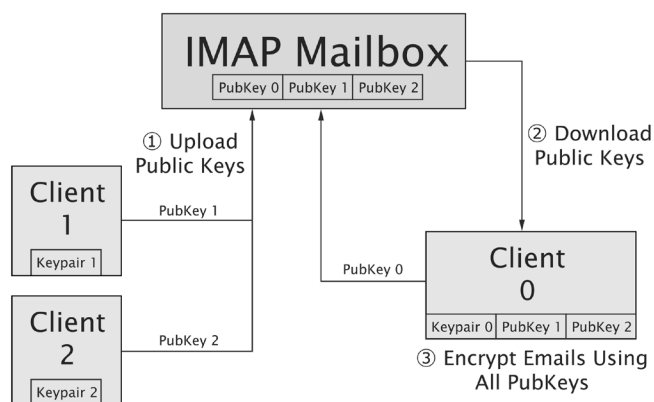 IMAP Mailbox
PubKey 0 PubKey 1 PubKey 2
① Upload
Public Keys
② Download
Public Keys
Client
1
Keypair 1
PubKey 1
PubKey 0
Client
0
Keypair 0 PubKey 1 PubKey 2
Client
2
Keypair 2
PubKey 2
③ Encrypt Emails Using
All PubKeys